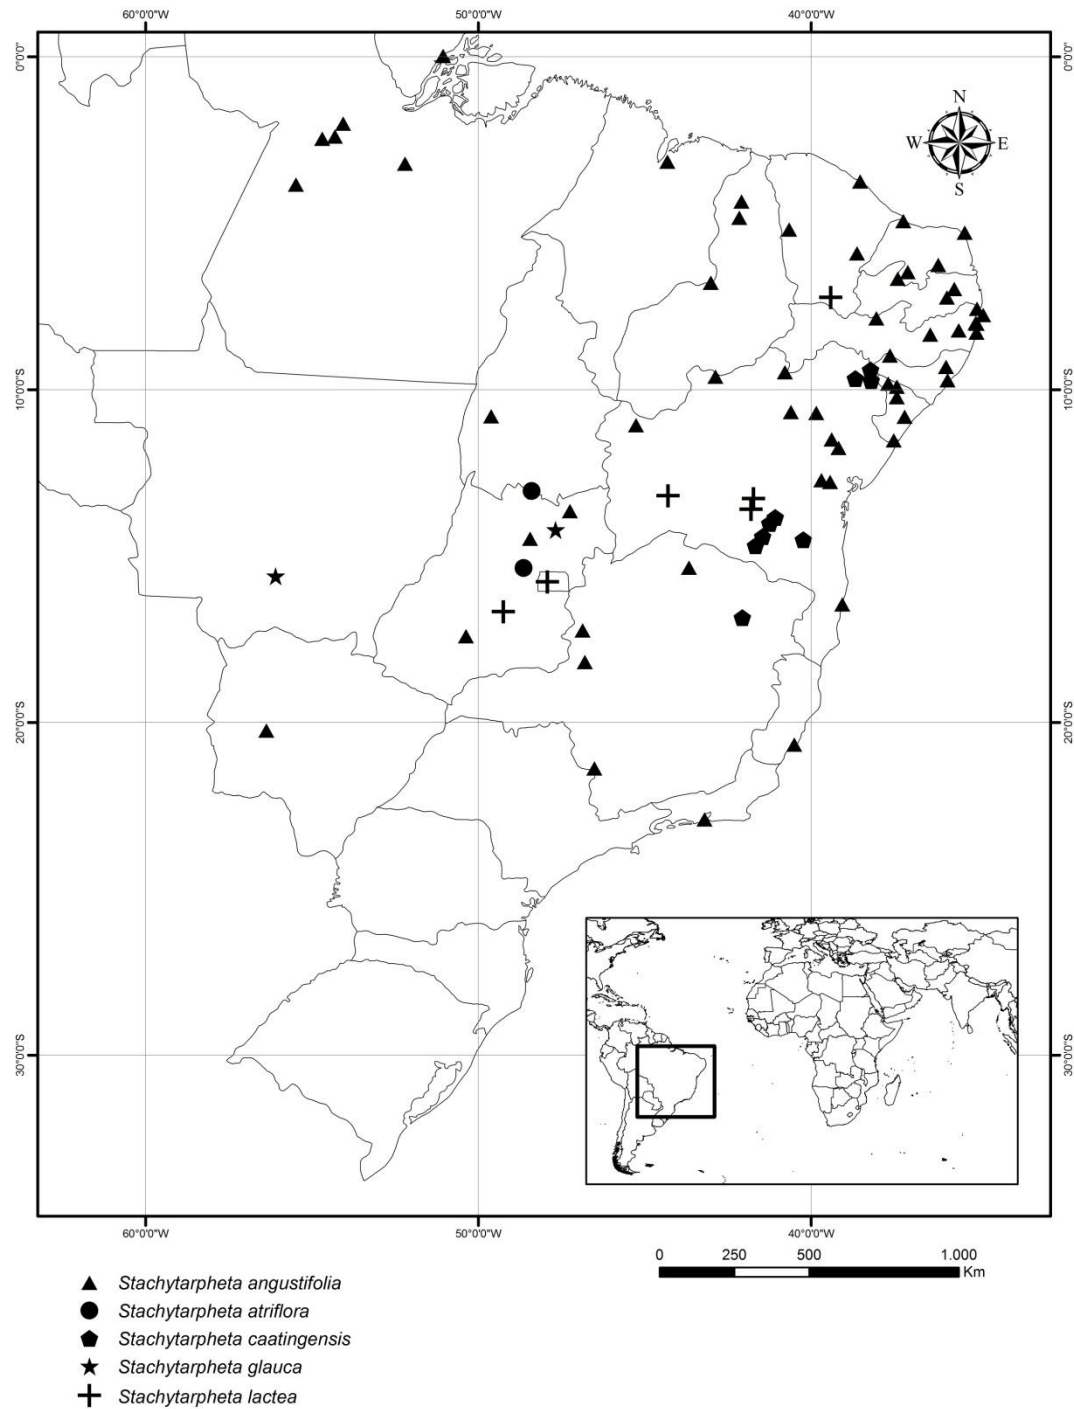 60°0'0"W 50°0'0"W 40°0'0"W
0°0'0" 0°0'0"
N
W E
S
10°0'0"S 10°0'0"S
20°0'0"S 20°0'0"S
30°0'0"S 30°0'0"S
60°0'0"W 50°0'0"W 40°0'0"W
0 250 500 1.000
Km
Stachytarpheta angustifolia
Stachytarpheta atriflora
Stachytarpheta caatingensis
Stachytarpheta glauca
Stachytarpheta lactea